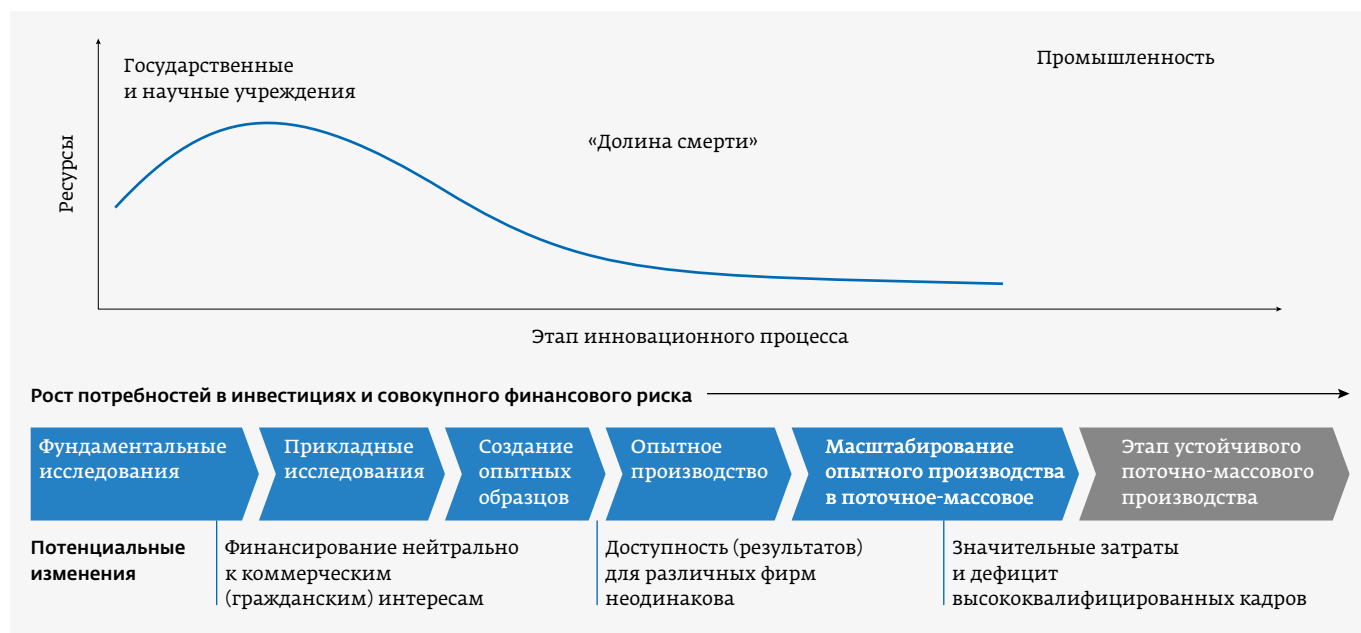 Государственные
и научные учреждения
Промышленность
«Долина смерти»
Ресурсы
Этап инновационного процесса
Рост потребностей в инвестициях и совокупного финансового риска
Фундаментальные
исследования
Прикладные
исследования
Создание
опытных
образцов
Опытное
производство
Масштабирование
опытного производства
в поточное-массовое
Этап устойчивого
поточно-массового
производства
Потенциальные
изменения
Финансирование нейтрально
к коммерческим
(гражданским) интересам
Доступность (результатов)
для различных фирм
неодинакова
Значительные затраты
и дефицит
высококвалифицированных кадров